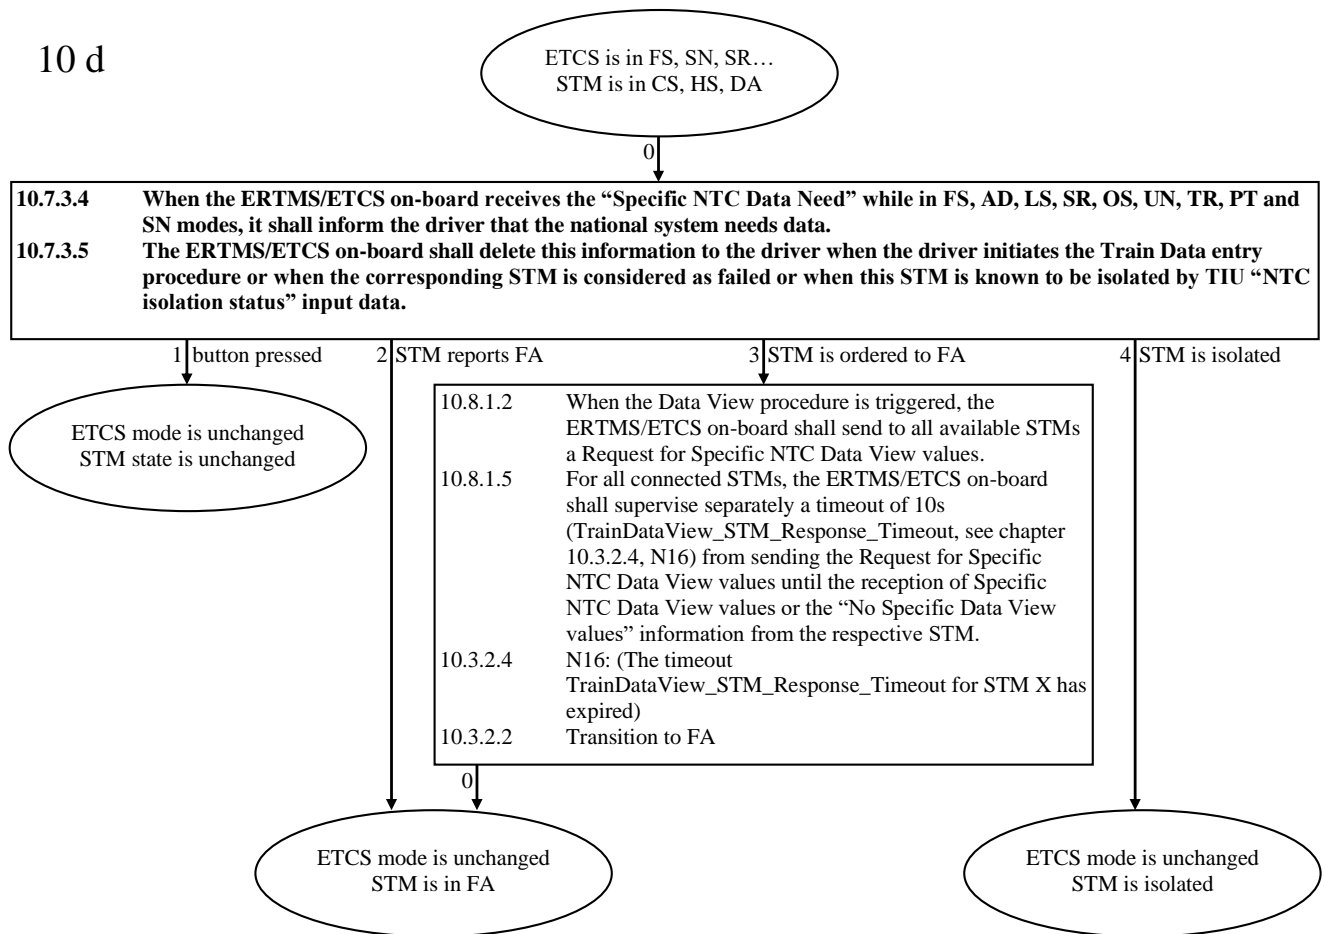 10 d
ETCS is in FS, SN, SR…
STM is in CS, HS, DA
0
10.7.3.4 When the ERTMS/ETCS on-board receives the “Specific NTC Data Need” while in FS, AD, LS, SR, OS, UN, TR, PT and
SN modes, it shall inform the driver that the national system needs data.
10.7.3.5 The ERTMS/ETCS on-board shall delete this information to the driver when the driver initiates the Train Data entry
procedure or when the corresponding STM is considered as failed or when this STM is known to be isolated by TIU “NTC
isolation status” input data.
1 button pressed
2 STM reports FA
3 STM is ordered to FA
4 STM is isolated
ETCS mode is unchanged
STM state is unchanged
10.8.1.2 When the Data View procedure is triggered, the
ERTMS/ETCS on-board shall send to all available STMs
a Request for Specific NTC Data View values.
10.8.1.5 For all connected STMs, the ERTMS/ETCS on-board
shall supervise separately a timeout of 10s
(TrainDataView_STM_Response_Timeout, see chapter
10.3.2.4, N16) from sending the Request for Specific
NTC Data View values until the reception of Specific
NTC Data View values or the “No Specific Data View
values” information from the respective STM.
10.3.2.4 N16: (The timeout
TrainDataView_STM_Response_Timeout for STM X has
expired)
10.3.2.2 Transition to FA
0
ETCS mode is unchanged
STM is in FA
ETCS mode is unchanged
STM is isolated